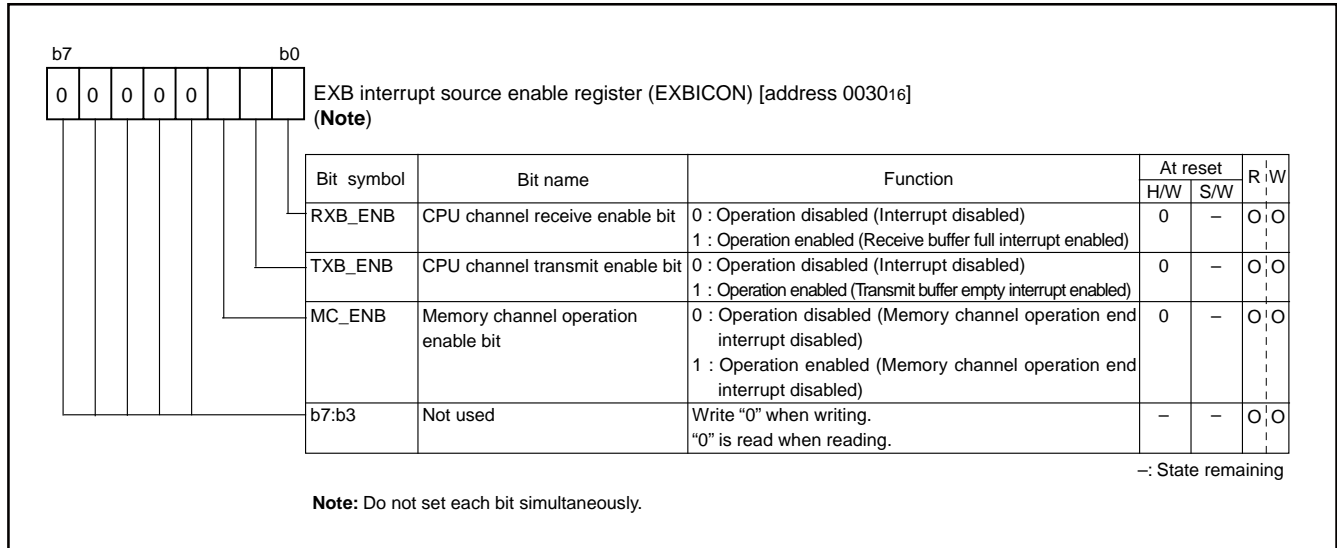 b7 b0
0 0 0 0 0
EXB interrupt source enable register (EXBICON) [address 003016]
(Note)
Bit symbol Bit name Function At reset R W
H/W S/W
RXB_ENB CPU channel receive enable bit 0 : Operation disabled (Interrupt disabled) 0 – O O
1 : Operation enabled (Receive buffer full interrupt enabled)
TXB_ENB CPU channel transmit enable bit 0 : Operation disabled (Interrupt disabled) 0 – O O
1 : Operation enabled (Transmit buffer empty interrupt enabled)
MC_ENB Memory channel operation 0 : Operation disabled (Memory channel operation end 0 – O O
enable bit interrupt disabled)
1 : Operation enabled (Memory channel operation end
interrupt disabled)
b7:b3 Not used Write “0” when writing. – – O O
“0” is read when reading.
–: State remaining
Note: Do not set each bit simultaneously.